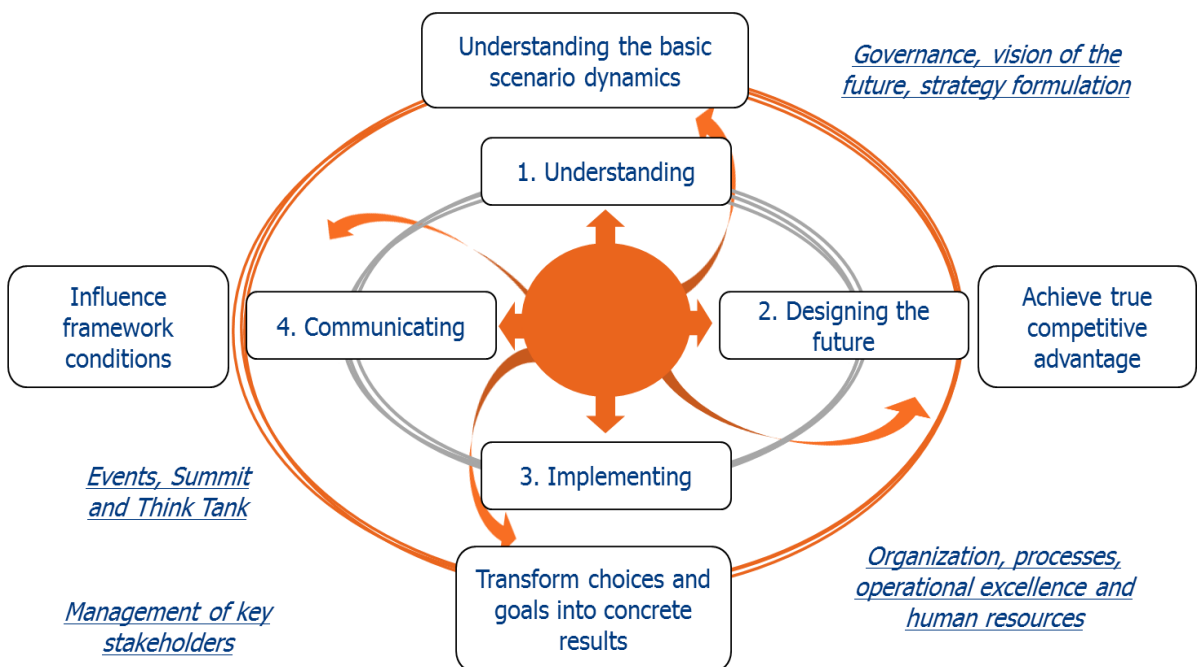 Understanding the basic
scenario dynamics
Governance, vision of the
future, strategy formulation
1. Understanding
Influence
framework
conditions
4. Communicating
2. Designing the
future
Achieve true
competitive
advantage
3. Implementing
Events, Summit
and Think Tank
Transform choices and
goals into concrete
results
Organization, processes,
operational excellence and
human resources
Management of key
stakeholders